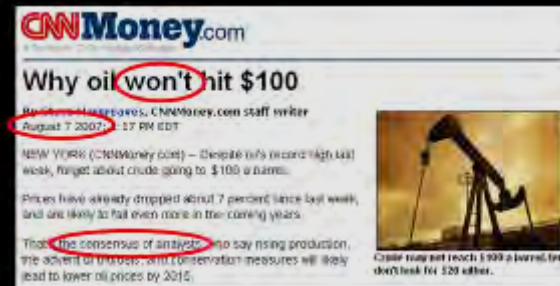 CNNMoney.com
Why oil won't hit $100
By Steve Hargreaves, CNNMoney.com staff writer
August 7 2007: 1:17 PM EDT
NEW YORK (CNNMoney.com) -- Despite oil's record high last
week, forget about crude going to $100 a barrel.
Prices have already dropped about 7 percent since last week,
and are likely to fall even more in the coming years.
That's the consensus of analysts, who say rising production,
the advent of biofuels, and conservation measures will likely
lead to lower oil prices by 2015.
Crude may not reach $100 a barrel, but
don't look for $20 either.